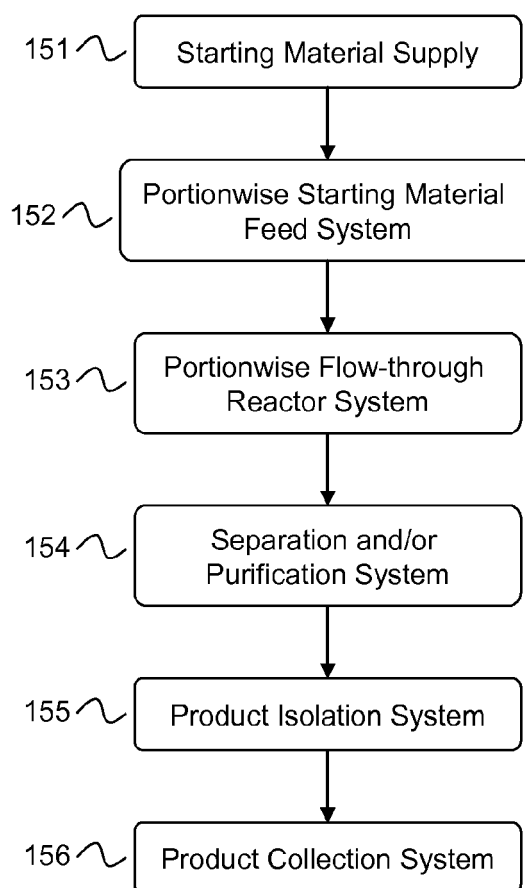 151
Starting Material Supply
152
Portionwise Starting Material
Feed System
153
Portionwise Flow-through
Reactor System
154
Separation and/or
Purification System
155
Product Isolation System
156
Product Collection System